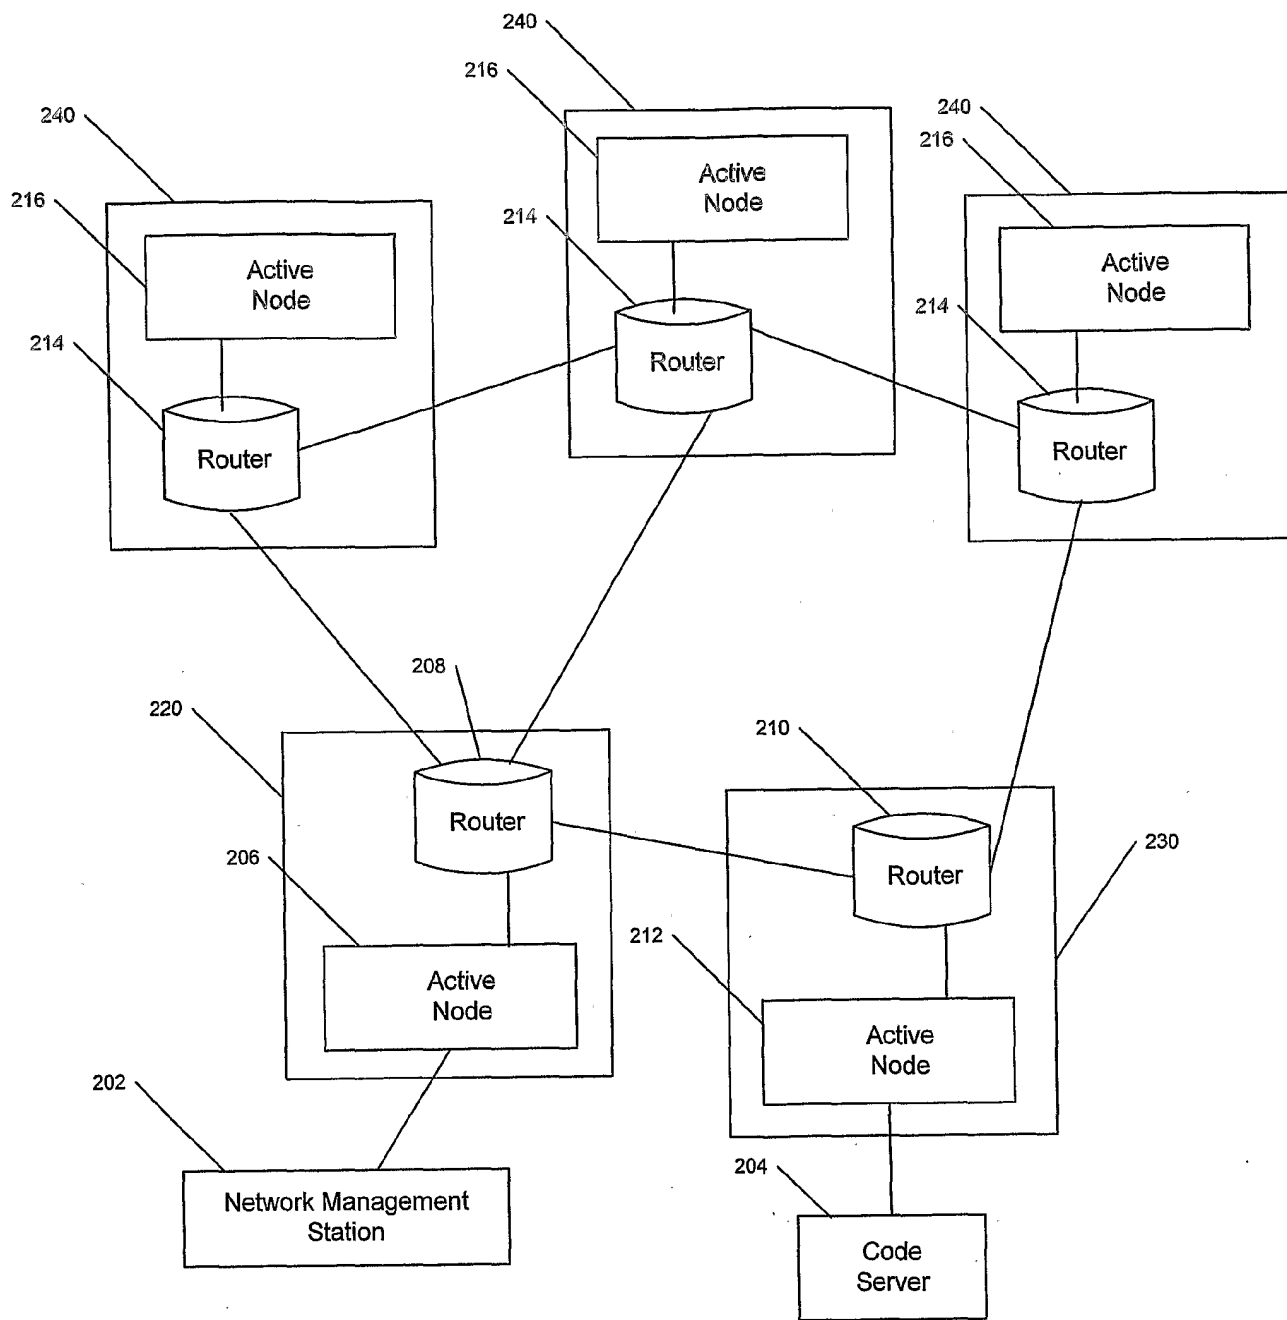 240
216
240
240
216
Active
Node
216
214
Active
Node
Active
Node
214
214
Router
Router
Router
208
220
210
Router
206
Router
230
212
Active
Node
Active
Node
202
204
Network Management
Station
Code
Server